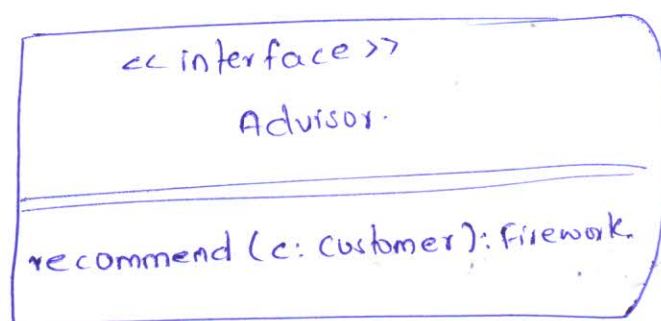 <<interface>>
Advisor.
recommend (c: customer): Firework.